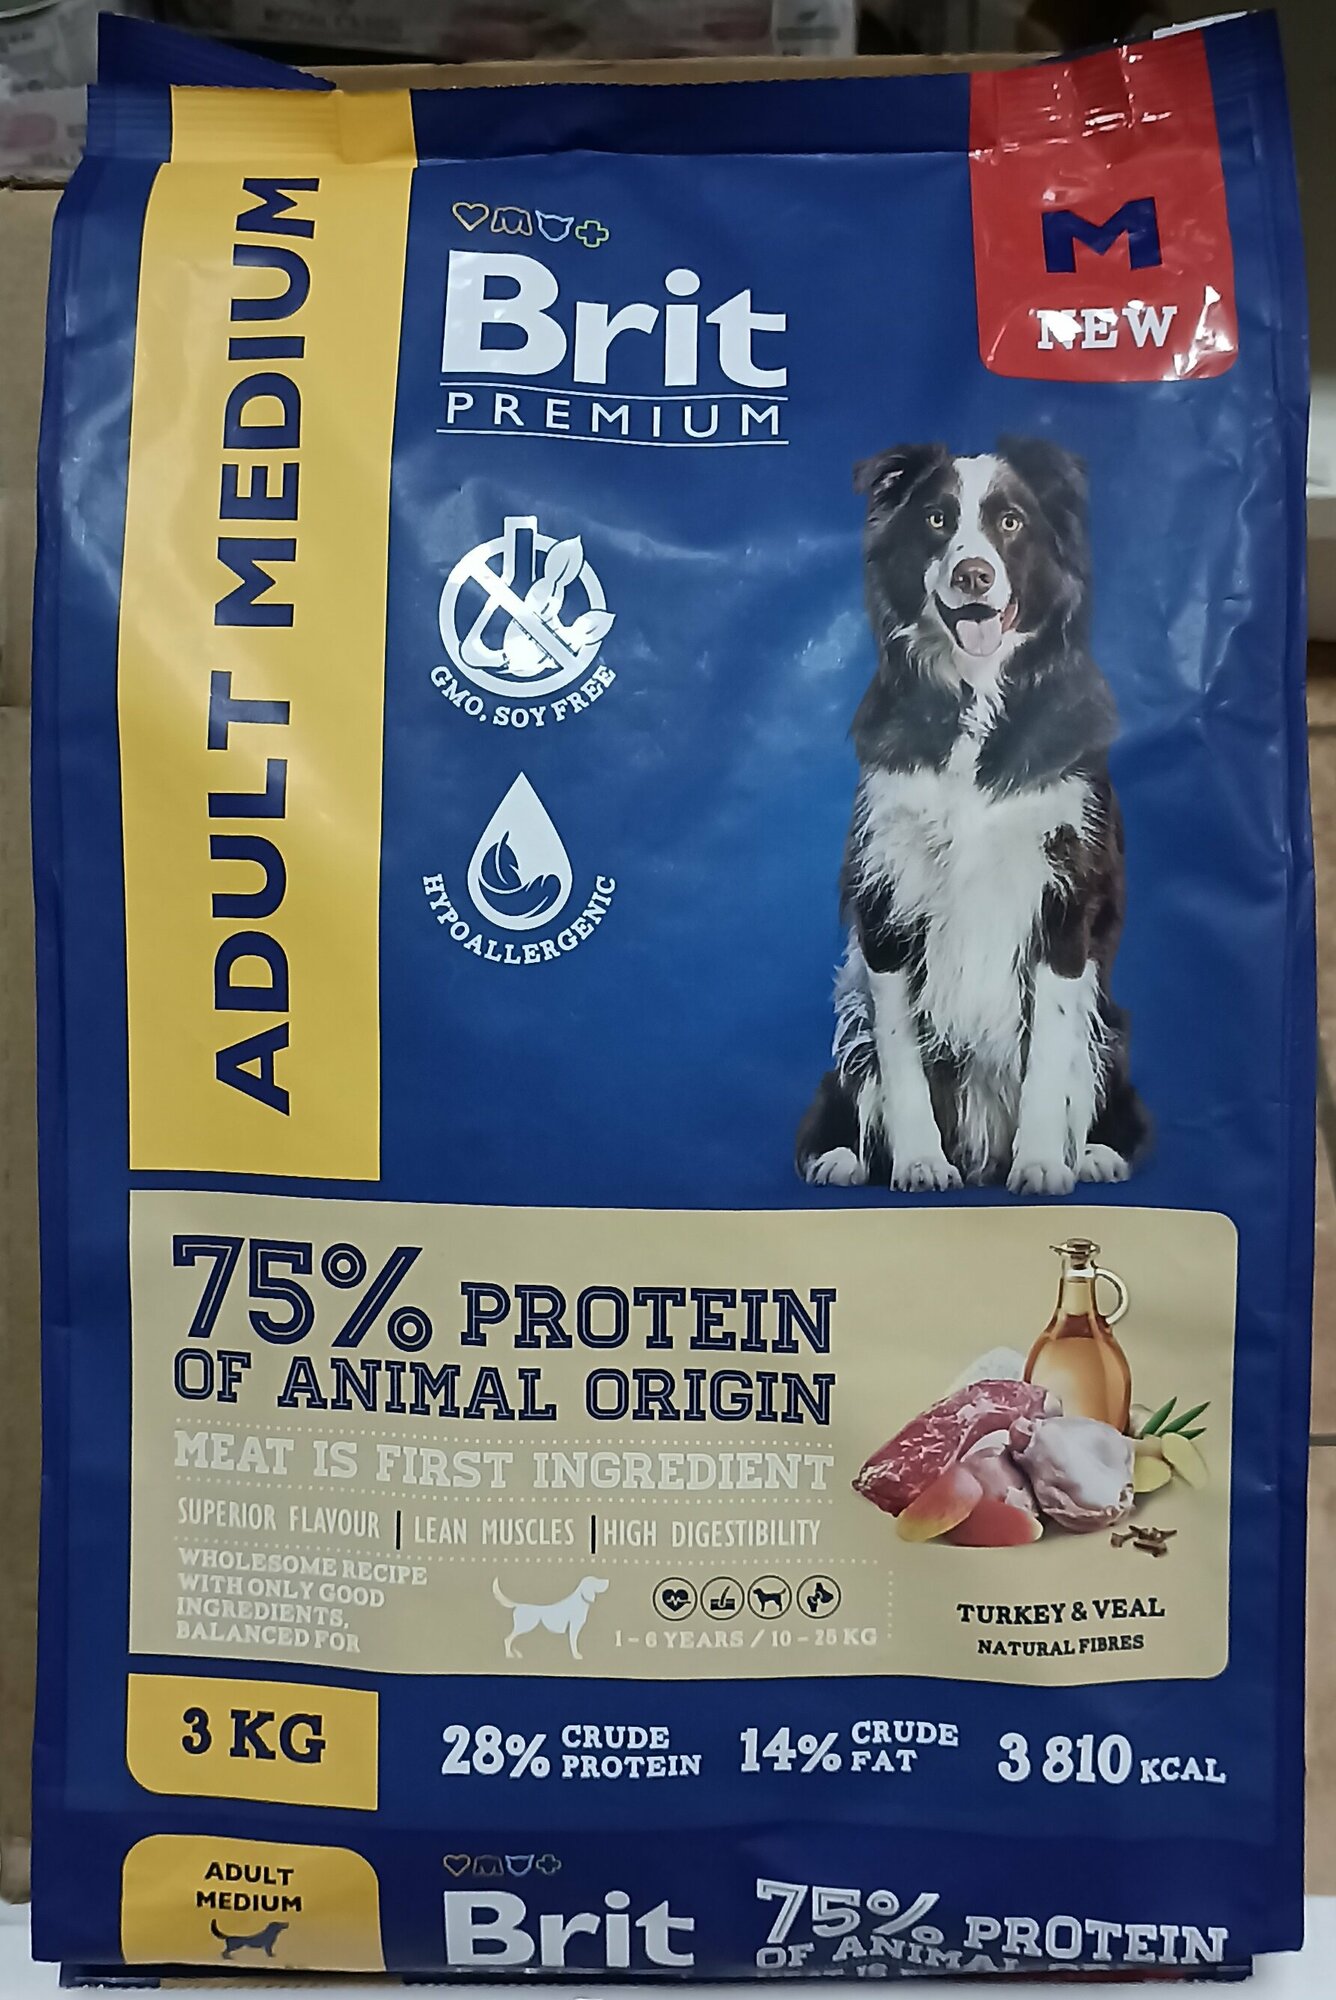 ADULT MEDIUM
M
NEW
Brit
PREMIUM
GMO, SOY FREE
HYPOALLERGENIC
75% PROTEIN
OF ANIMAL ORIGIN
MEAT IS FIRST INGREDIENT
SUPERIOR FLAVOUR | LEAN MUSCLES | HIGH DIGESTIBILITY
WHOLESOME RECIPE
WITH ONLY GOOD
INGREDIENTS,
BALANCED FOR
1 - 6 YEARS / 10 - 25 KG
TURKEY & VEAL
NATURAL FIBRES
3 KG
28% CRUDE PROTEIN
14% CRUDE FAT
3 810 KCAL
ADULT
MEDIUM
Brit
75% PROTEIN
OF ANIMAL ORIGIN